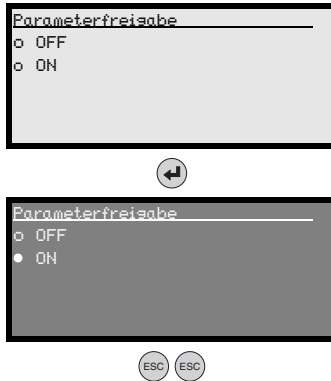 Parameterfreigabe
o OFF
o ON
Parameterfreigabe
o OFF
● ON
ESC ESC